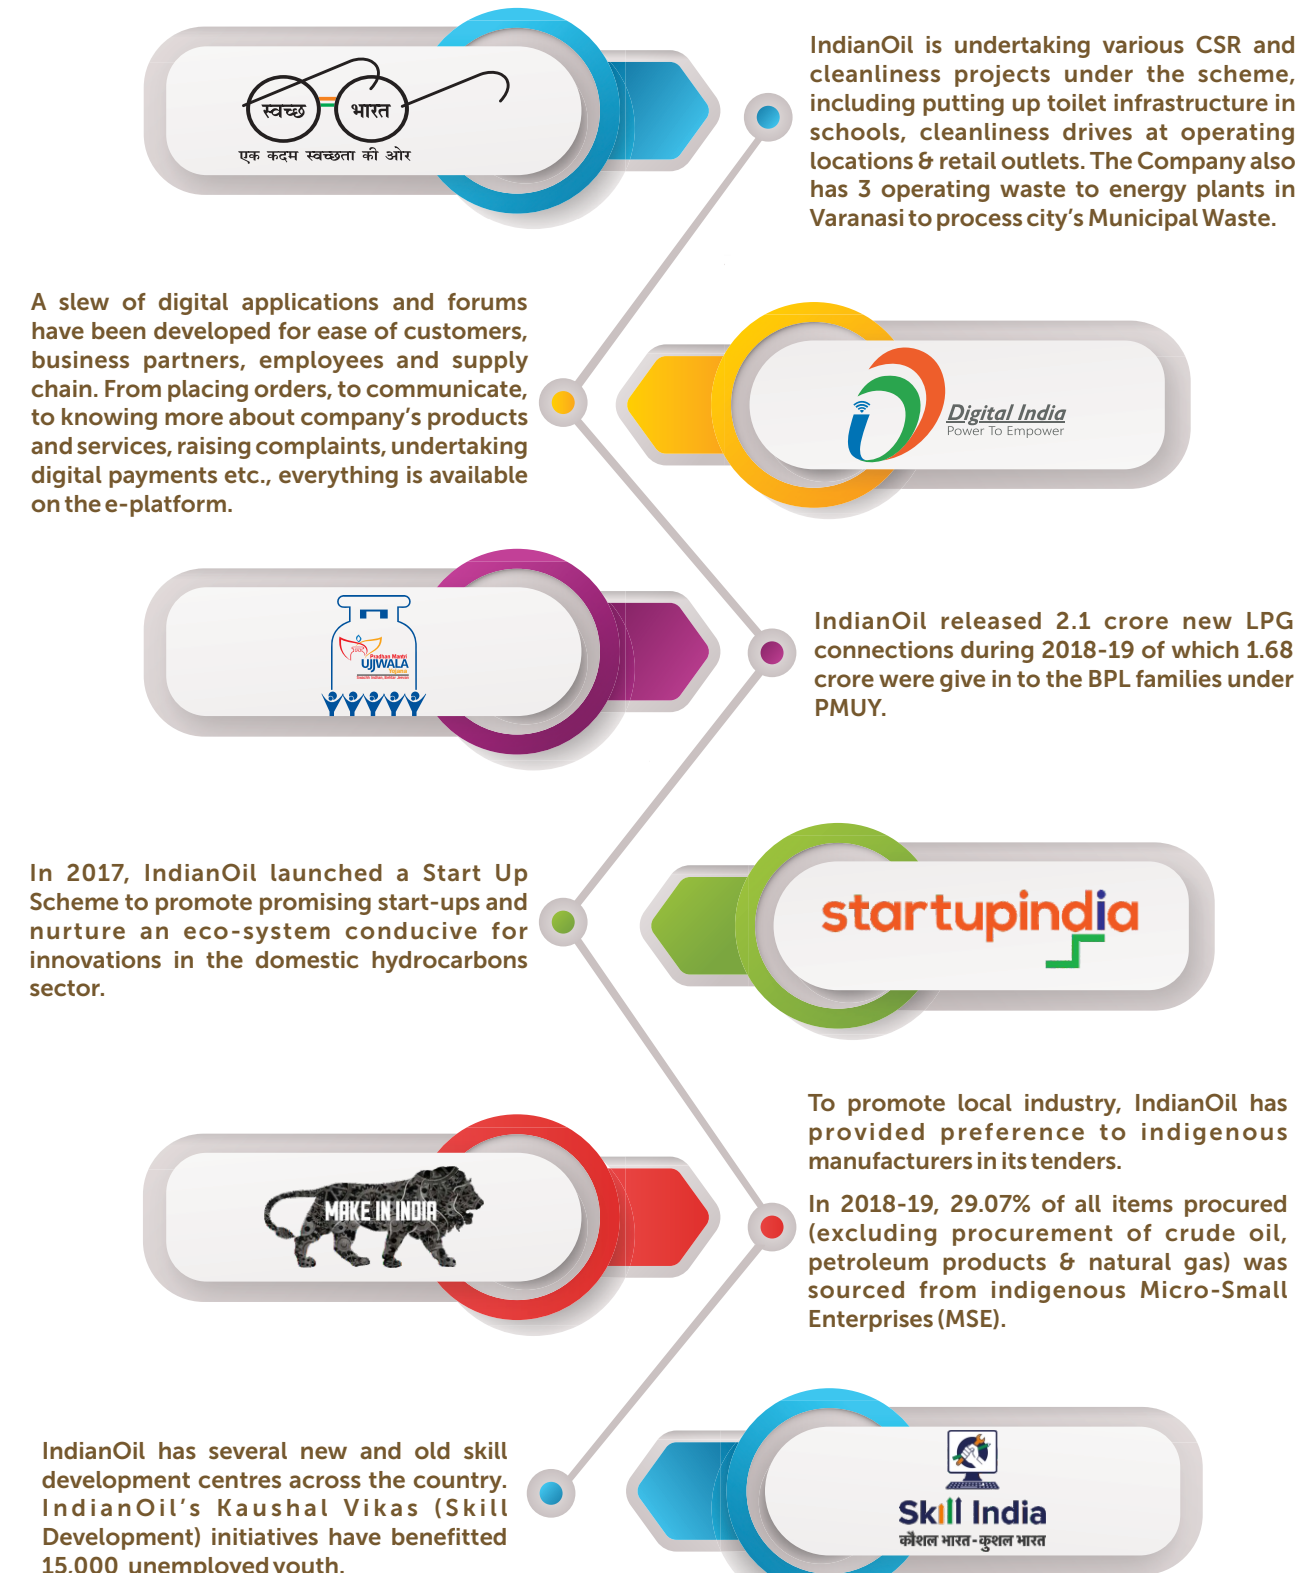 स्वच्छ भारत
एक कदम स्वच्छता की ओर
IndianOil is undertaking various CSR and
cleanliness projects under the scheme,
including putting up toilet infrastructure in
schools, cleanliness drives at operating
locations & retail outlets. The Company also
has 3 operating waste to energy plants in
Varanasi to process city's Municipal Waste.
A slew of digital applications and forums
have been developed for ease of customers,
business partners, employees and supply
chain. From placing orders, to communicate,
to knowing more about company's products
and services, raising complaints, undertaking
digital payments etc., everything is available
on the e-platform.
Digital India
Power To Empower
Pradhan Mantri
UJJWALA
Yojana
IndianOil released 2.1 crore new LPG
connections during 2018-19 of which 1.68
crore were give in to the BPL families under
PMUY.
In 2017, IndianOil launched a Start Up
Scheme to promote promising start-ups and
nurture an eco-system conducive for
innovations in the domestic hydrocarbons
sector.
startupindia
MAKE IN INDIA
To promote local industry, IndianOil has
provided preference to indigenous
manufacturers in its tenders.
In 2018-19, 29.07% of all items procured
(excluding procurement of crude oil,
petroleum products & natural gas) was
sourced from indigenous Micro-Small
Enterprises (MSE).
IndianOil has several new and old skill
development centres across the country.
IndianOil's Kaushal Vikas (Skill
Development) initiatives have benefitted
15,000 unemployed youth.
Skill India
कौशल भारत-कुशल भारत